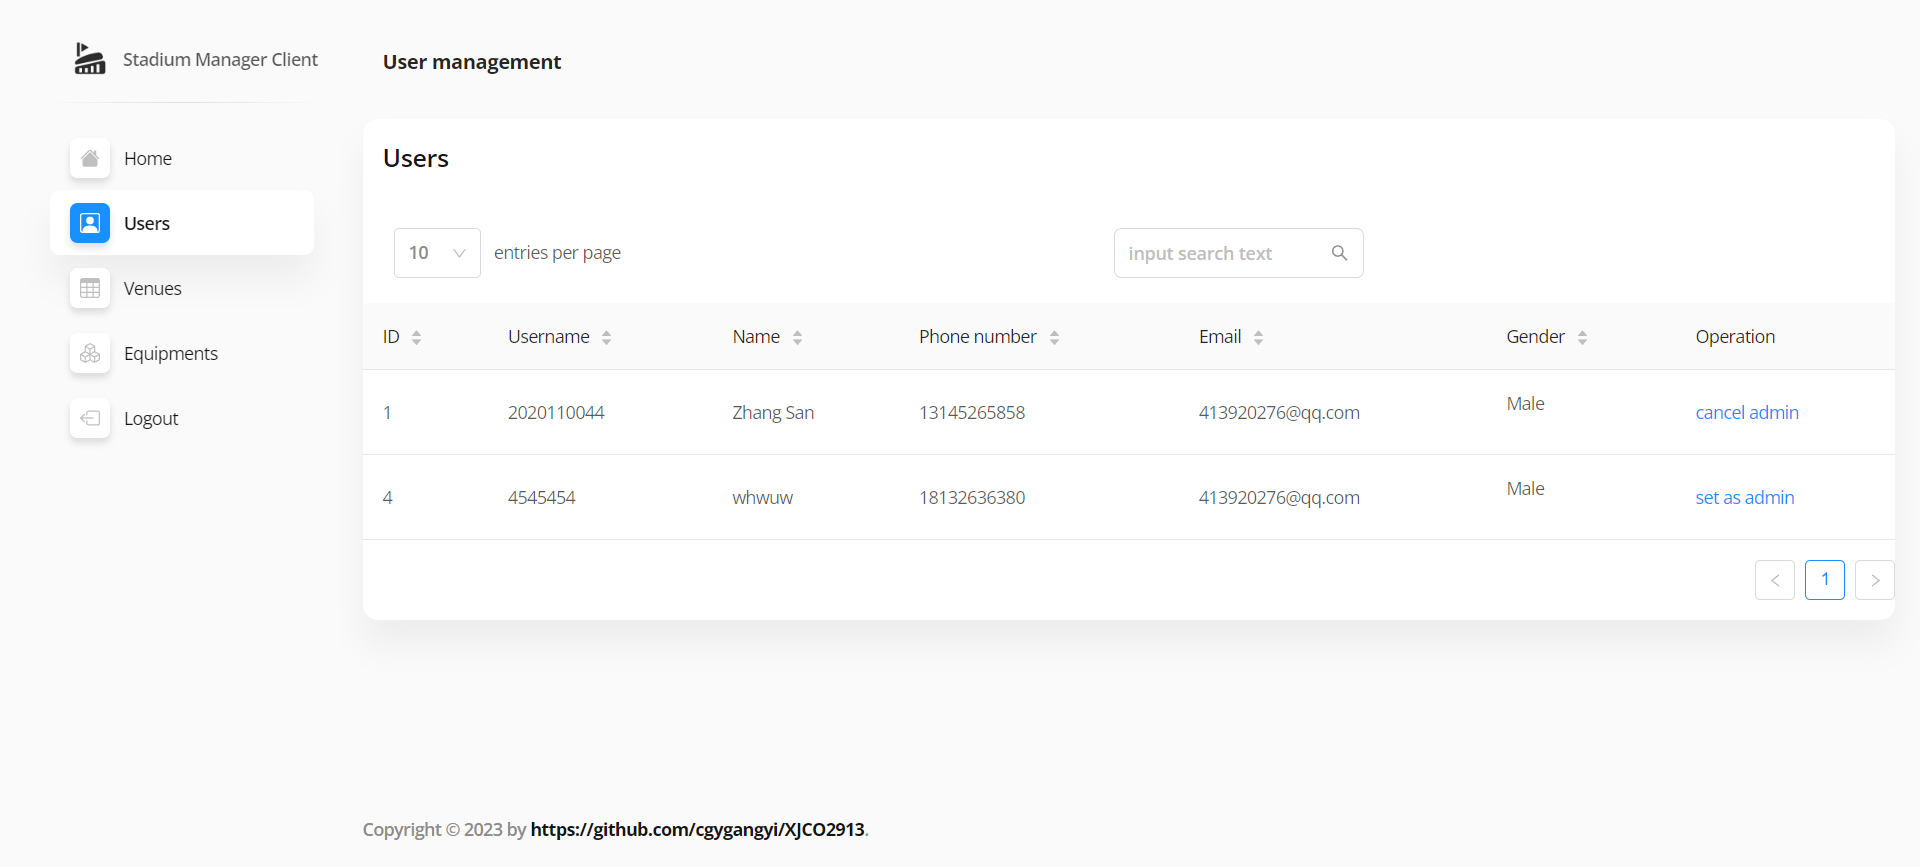 Stadium Manager Client
User management
Home
Users
Venues
Equipments
Logout
Users
10 entries per page
input search text
ID Username Name Phone number Email Gender Operation
1 2020110044 Zhang San 13145265858 413920276@qq.com Male cancel admin
4 4545454 whwuw 18132636380 413920276@qq.com Male set as admin
< 1 >
Copyright © 2023 by https://github.com/cgygangyi/XJCO2913.